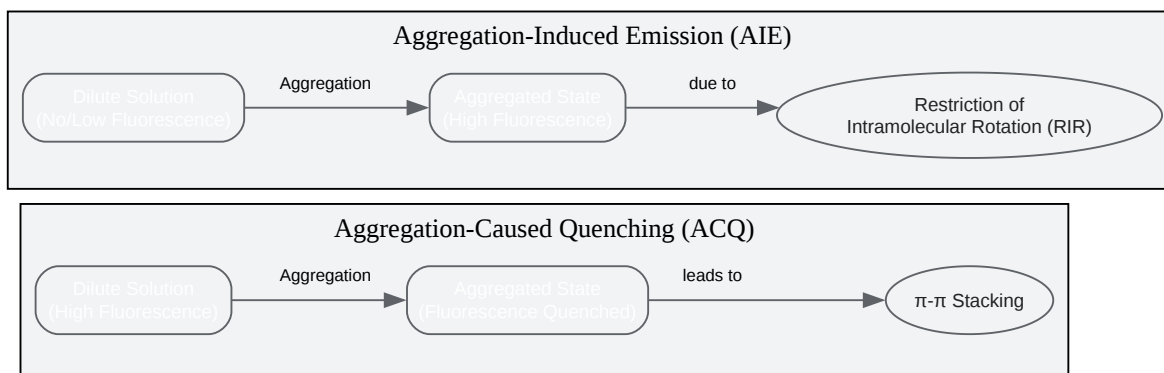 Aggregation-Induced Emission (AIE)
Dilute Solution
(No/Low Fluorescence)
Aggregation
Aggregated State
(High Fluorescence)
due to
Restriction of
Intramolecular Rotation (RIR)
Aggregation-Caused Quenching (ACQ)
Dilute Solution
(High Fluorescence)
Aggregation
Aggregated State
(Fluorescence Quenched)
leads to
π-π Stacking